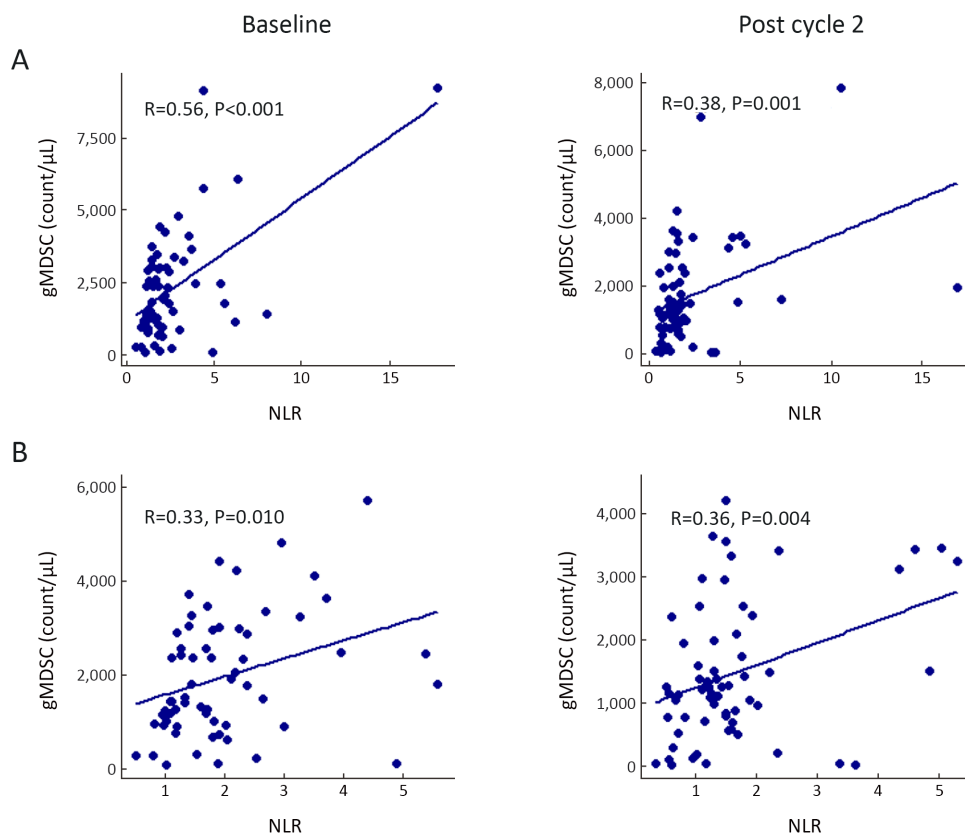 Baseline
Post cycle 2
A
R=0.56, P<0.001
7,500
5,000
2,500
0
gMDSC (count/µL)
0 5 10 15
NLR
R=0.38, P=0.001
8,000
6,000
4,000
2,000
0
gMDSC (count/µL)
0 5 10 15
NLR
B
R=0.33, P=0.010
6,000
4,000
2,000
0
gMDSC (count/µL)
1 2 3 4 5
NLR
R=0.36, P=0.004
4,000
3,000
2,000
1,000
0
gMDSC (count/µL)
1 2 3 4 5
NLR